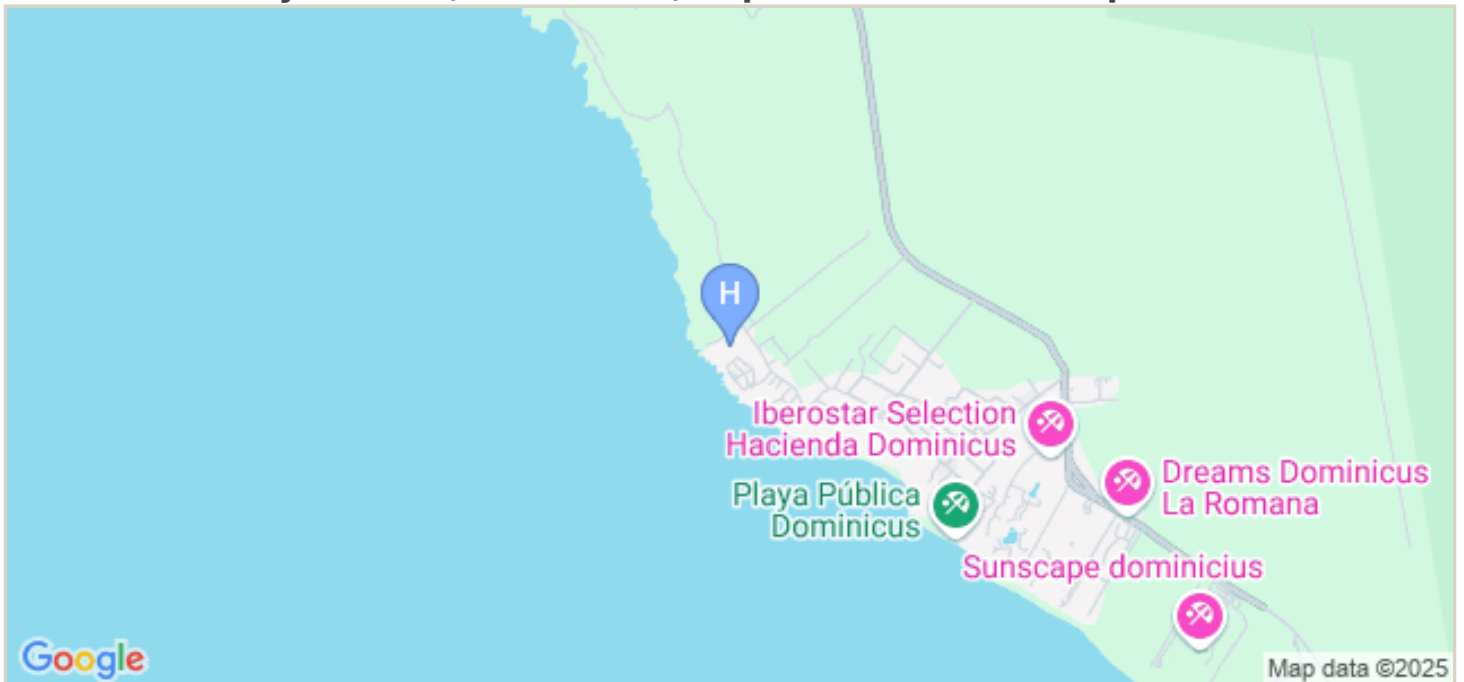 H
Iberostar Selection
Hacienda Dominicus
Dreams Dominicus
La Romana
Playa Pública
Dominicus
Sunscape dominicius
Google
Map data ©2025